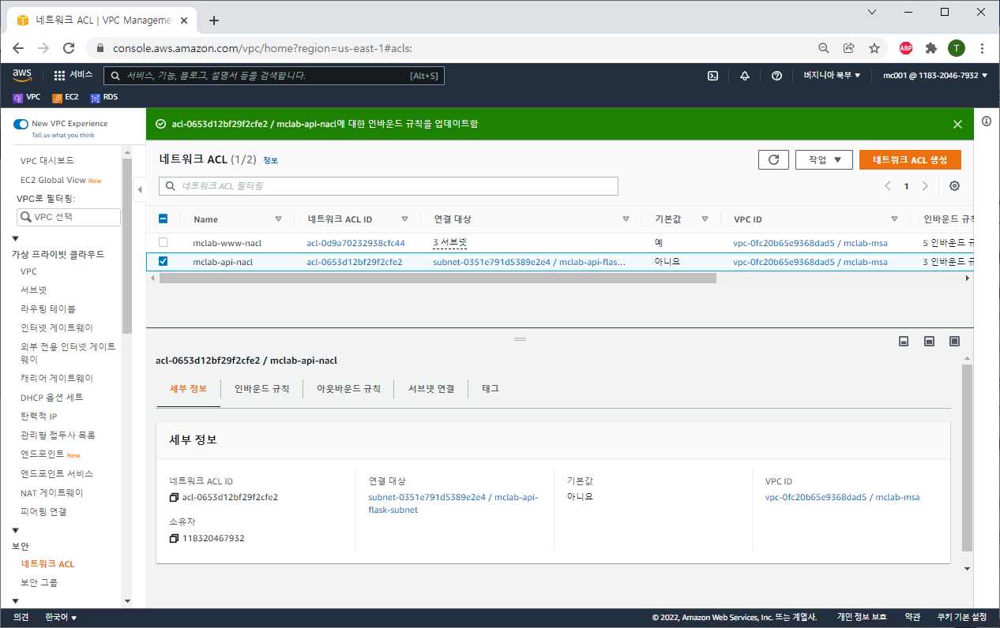 네트워크 ACL | VPC Manageme
console.aws.amazon.com/vpc/home?region=us-east-1#acls:
ABP
T
aws
서비스
서비스, 기능, 블로그, 설명서 등을 검색합니다.
[Alt+S]
버지니아 북부
mc001 @ 1183-2046-7932
VPC
EC2
RDS
New VPC Experience
Tell us what you think
VPC 대시보드
EC2 Global View New
VPC로 필터링:
VPC 선택
가상 프라이빗 클라우드
VPC
서브넷
라우팅 테이블
인터넷 게이트웨이
외부 전용 인터넷 게이트
웨이
캐리어 게이트웨이
DHCP 옵션 세트
탄력적 IP
관리형 접두사 목록
엔드포인트 New
엔드포인트 서비스
NAT 게이트웨이
피어링 연결
보안
네트워크 ACL
보안 그룹
acl-0653d12bf29f2cfe2 / mclab-api-nacl에 대한 인바운드 규칙을 업데이트함
네트워크 ACL (1/2) 정보
작업
네트워크 ACL 생성
네트워크 ACL 필터링
1
Name 네트워크 ACL ID 연결 대상 기본값 VPC ID 인바운드 규칙
mclab-www-nacl acl-0d9a70232938cfc44 3 서브넷 예 vpc-0fc20b65e9368dad5 / mclab-msa 5 인바운드 규
mclab-api-nacl acl-0653d12bf29f2cfe2 subnet-0351e791d5389e2e4 / mclab-api-flas... 아니요 vpc-0fc20b65e9368dad5 / mclab-msa 3 인바운드 규
acl-0653d12bf29f2cfe2 / mclab-api-nacl
세부 정보 인바운드 규칙 아웃바운드 규칙 서브넷 연결 태그
세부 정보
네트워크 ACL ID
acl-0653d12bf29f2cfe2
소유자
118320467932
연결 대상
subnet-0351e791d5389e2e4 / mclab-api-
flask-subnet
기본값
아니요
VPC ID
vpc-0fc20b65e9368dad5 / mclab-msa
의견
한국어
© 2022, Amazon Web Services, Inc. 또는 계열사.
개인 정보 보호
약관
쿠키 기본 설정